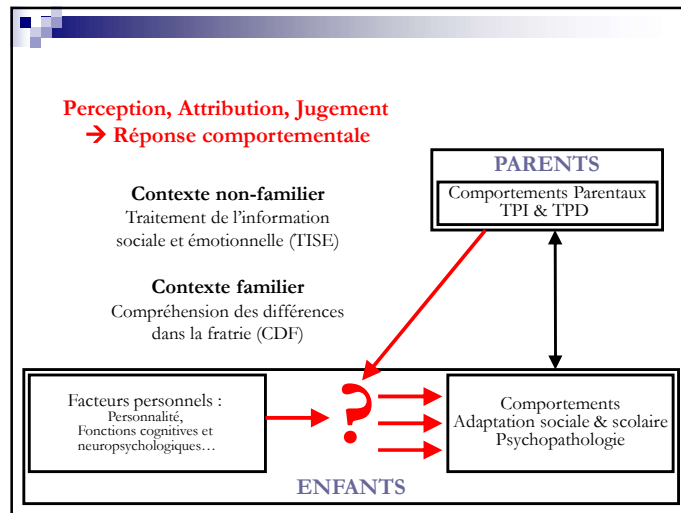 Perception, Attribution, Jugement
→ Réponse comportementale
PARENTS
Comportements Parentaux
TPI & TPD
Contexte non-familier
Traitement de l'information
sociale et émotionnelle (TISE)
Contexte familier
Compréhension des différences
dans la fratrie (CDF)
Facteurs personnels :
Personnalité,
Fonctions cognitives et
neuropsychologiques…
?
Comportements
Adaptation sociale & scolaire
Psychopathologie
ENFANTS